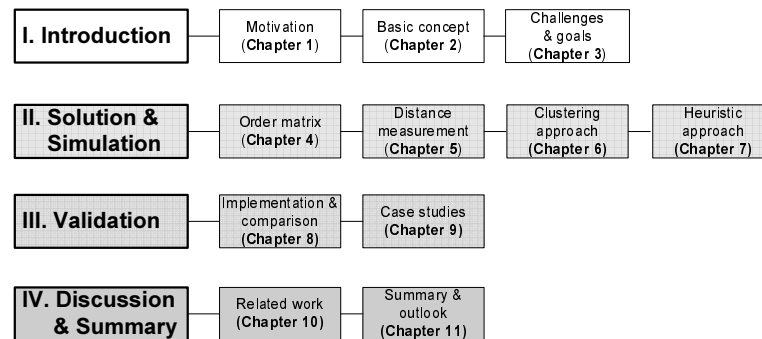 I. Introduction
Motivation
(Chapter 1)
Basic concept
(Chapter 2)
Challenges
& goals
(Chapter 3)
II. Solution &
Simulation
Order matrix
(Chapter 4)
Distance
measurement
(Chapter 5)
Clustering
approach
(Chapter 6)
Heuristic
approach
(Chapter 7)
III. Validation
Implementation &
comparison
(Chapter 8)
Case studies
(Chapter 9)
IV. Discussion
& Summary
Related work
(Chapter 10)
Summary &
outlook
(Chapter 11)